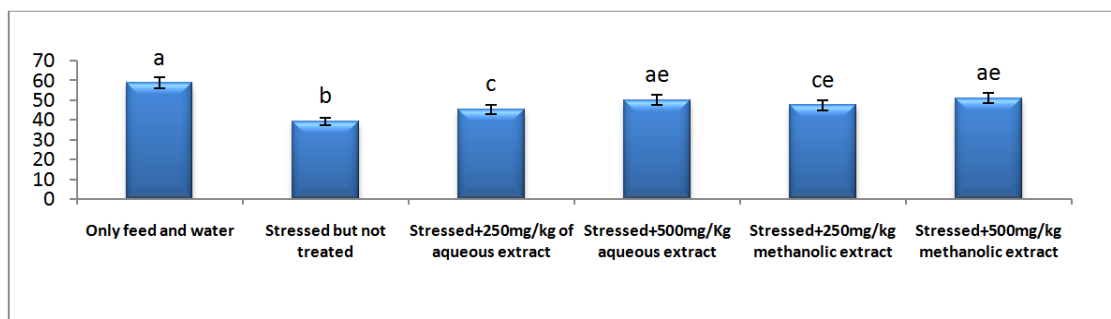 70
60
50
40
30
20
10
0
a
b
c
ae
ce
ae
Only feed and water
Stressed but not
treated
Stressed+250mg/kg of
aqueous extract
Stressed+500mg/Kg
aqueous extract
Stressed+250mg/kg
methanolic extract
Stressed+500mg/kg
methanolic extract